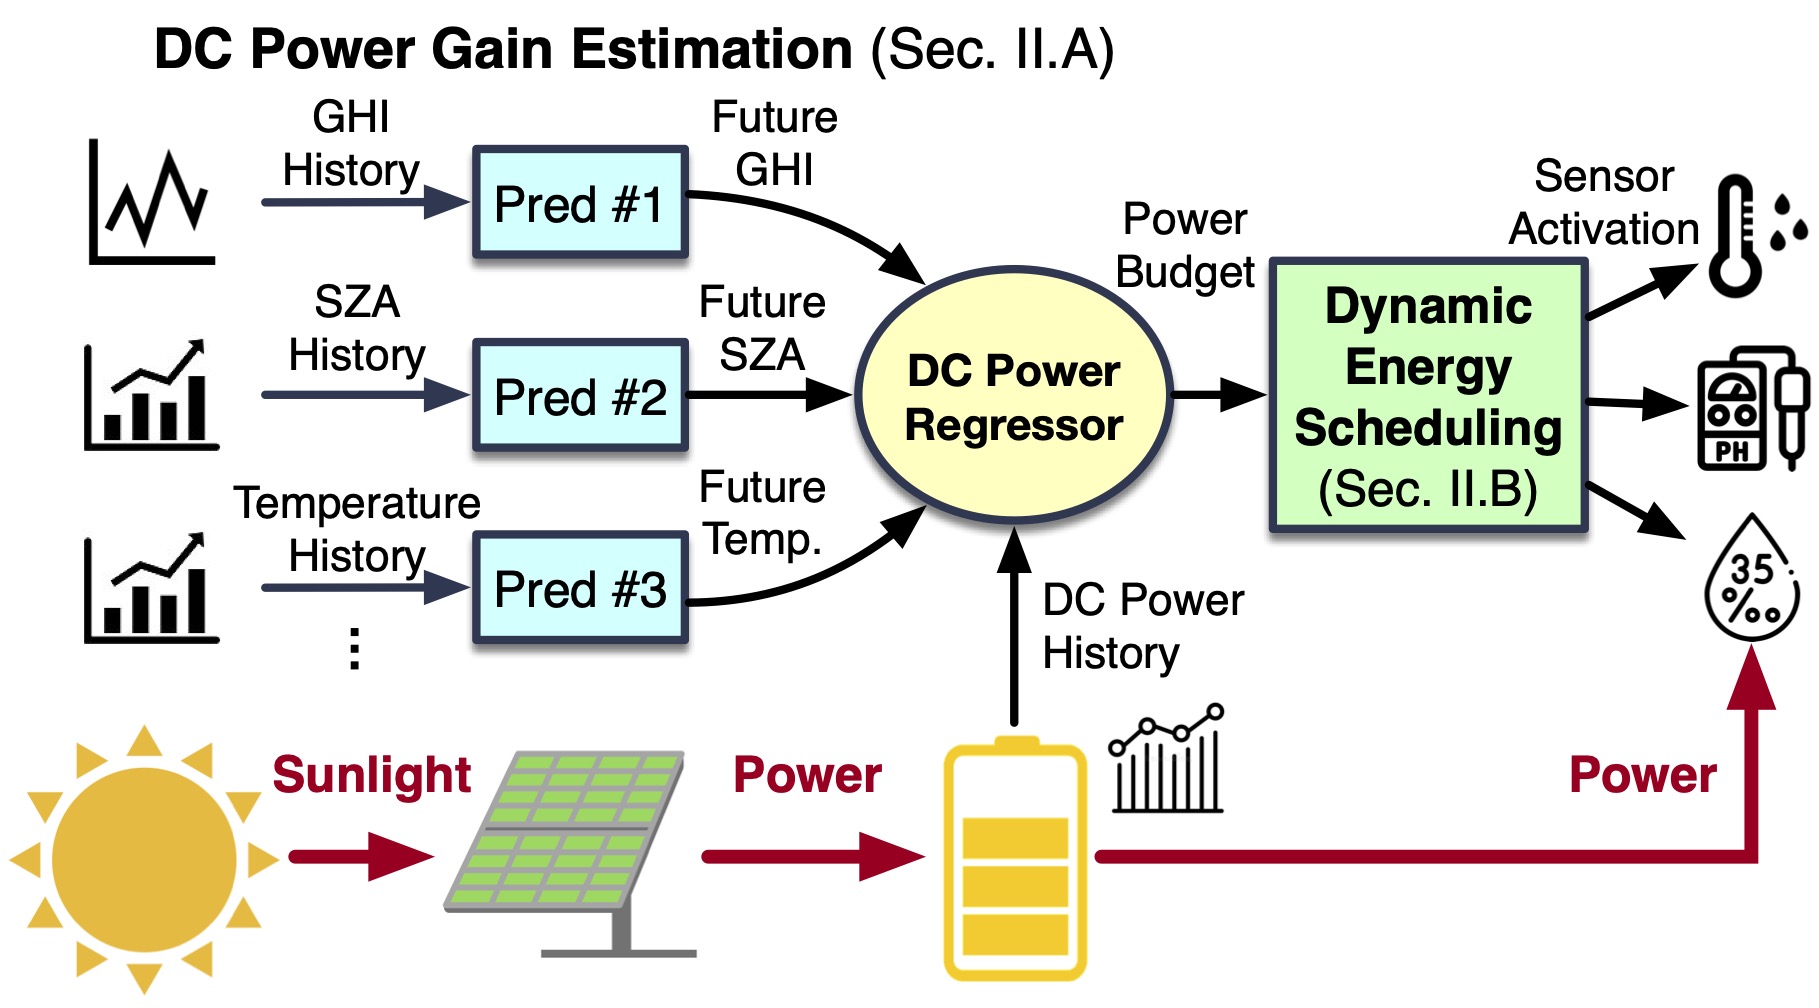 DC Power Gain Estimation (Sec. II.A)
GHI
History
Pred #1
Future
GHI
SZA
History
Pred #2
Future
SZA
Temperature
History
Pred #3
Future
Temp.
⋮
DC Power
Regressor
DC Power
History
Power
Budget
Dynamic
Energy
Scheduling
(Sec. II.B)
Sensor
Activation
PH
35
%oo
Sunlight
Power
Power